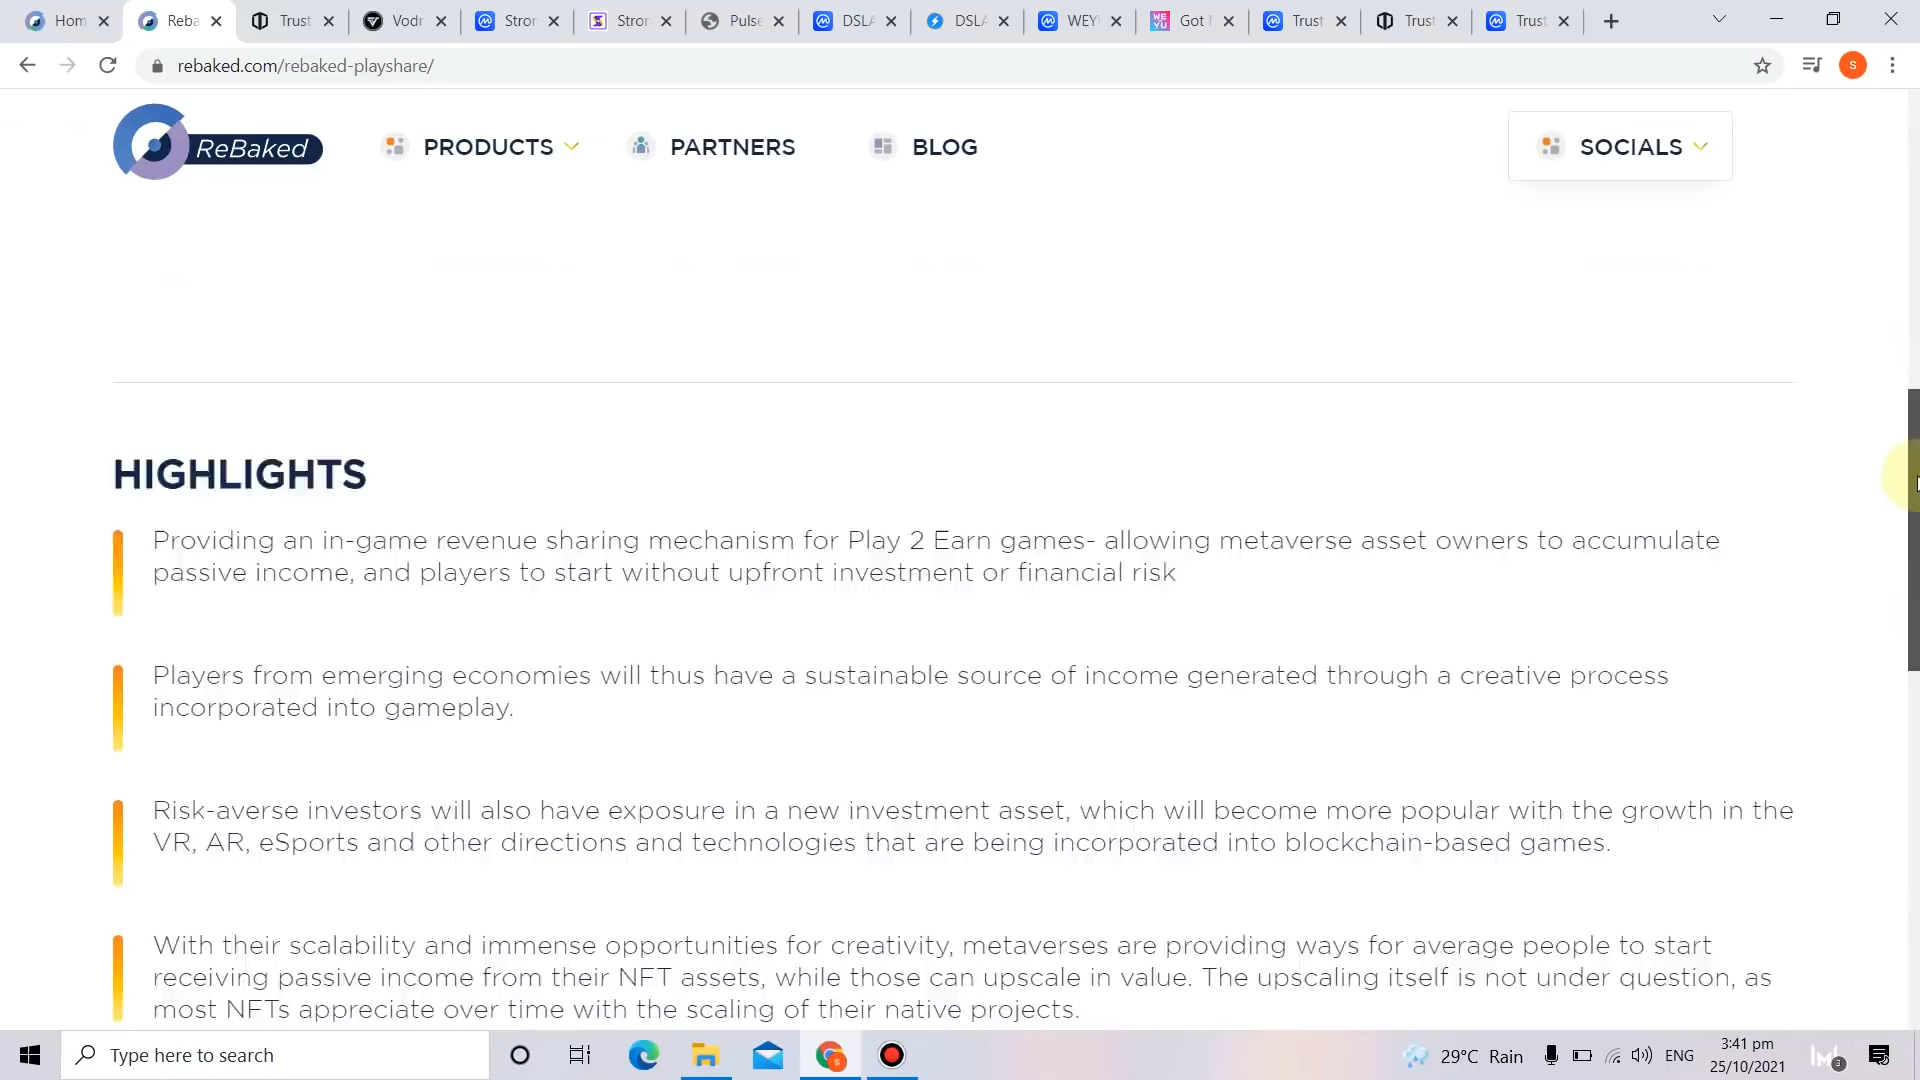 Hom
Reba
Trust
Vodr
Stror
Stror
Pulse
DSLA
DSLA
WEY
Got
Trust
Trust
Trust
rebaked.com/rebaked-playshare/
S
ReBaked
PRODUCTS
PARTNERS
BLOG
SOCIALS
HIGHLIGHTS
Providing an in-game revenue sharing mechanism for Play 2 Earn games- allowing metaverse asset owners to accumulate
passive income, and players to start without upfront investment or financial risk
Players from emerging economies will thus have a sustainable source of income generated through a creative process
incorporated into gameplay.
Risk-averse investors will also have exposure in a new investment asset, which will become more popular with the growth in the
VR, AR, eSports and other directions and technologies that are being incorporated into blockchain-based games.
With their scalability and immense opportunities for creativity, metaverses are providing ways for average people to start
receiving passive income from their NFT assets, while those can upscale in value. The upscaling itself is not under question, as
most NFTs appreciate over time with the scaling of their native projects.
Type here to search
29°C Rain
ENG
3:41 pm
25/10/2021
3